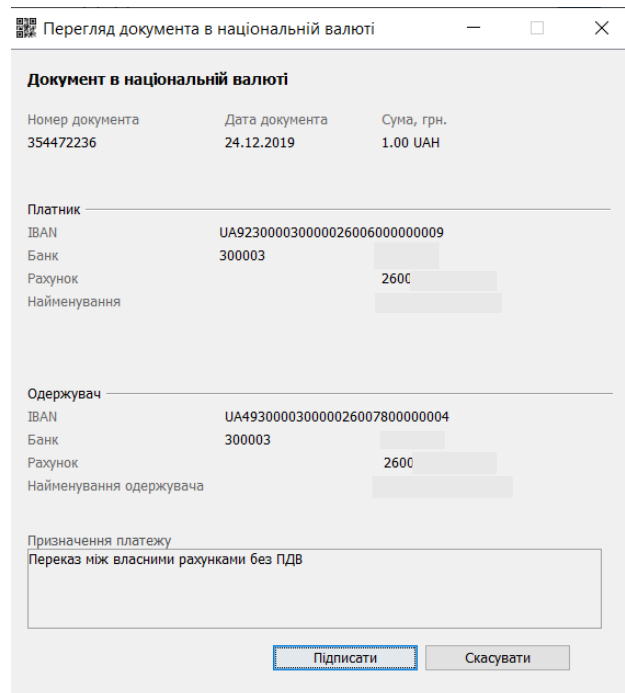 Перегляд документа в національній валюті
Документ в національній валюті
Номер документа Дата документа Сума, грн.
354472236 24.12.2019 1.00 UAH
Платник
IBAN UA923000030000026006000000009
Банк 300003
Рахунок 2600
Найменування
Одержувач
IBAN UA493000030000026007800000004
Банк 300003
Рахунок 2600
Найменування одержувача
Призначення платежу
Переказ між власними рахунками без ПДВ
Підписати Скасувати